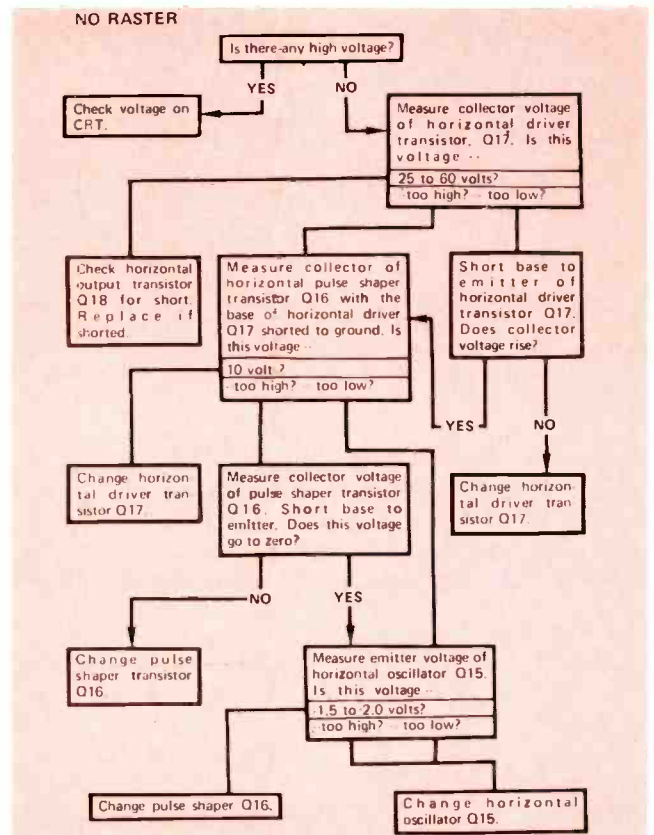 NO RASTER
Is there any high voltage?
YES
NO
Check voltage on
CRT.
Measure collector voltage
of horizontal driver
transistor, Q17. Is this
voltage --
25 to 60 volts?
- too high? - too low?
Check horizontal
output transistor
Q18 for short.
Replace if
shorted.
Measure collector of
horizontal pulse shaper
transistor Q16 with the
base of horizontal driver
Q17 shorted to ground. Is
this voltage --
10 volt ?
- too high? - too low?
Short base to
emitter of
horizontal driver
transistor Q17.
Does collector
voltage rise?
YES
NO
Change horizon-
tal driver tran-
sistor Q17.
Measure collector voltage
of pulse shaper transistor
Q16. Short base to
emitter. Does this voltage
go to zero?
Change horizon-
tal driver tran-
sistor Q17.
NO
YES
Change pulse
shaper transistor
Q16.
Measure emitter voltage of
horizontal oscillator Q15.
Is this voltage --
-1.5 to -2.0 volts?
- too high? - too low?
Change pulse shaper Q16.
Change horizontal
oscillator Q15.